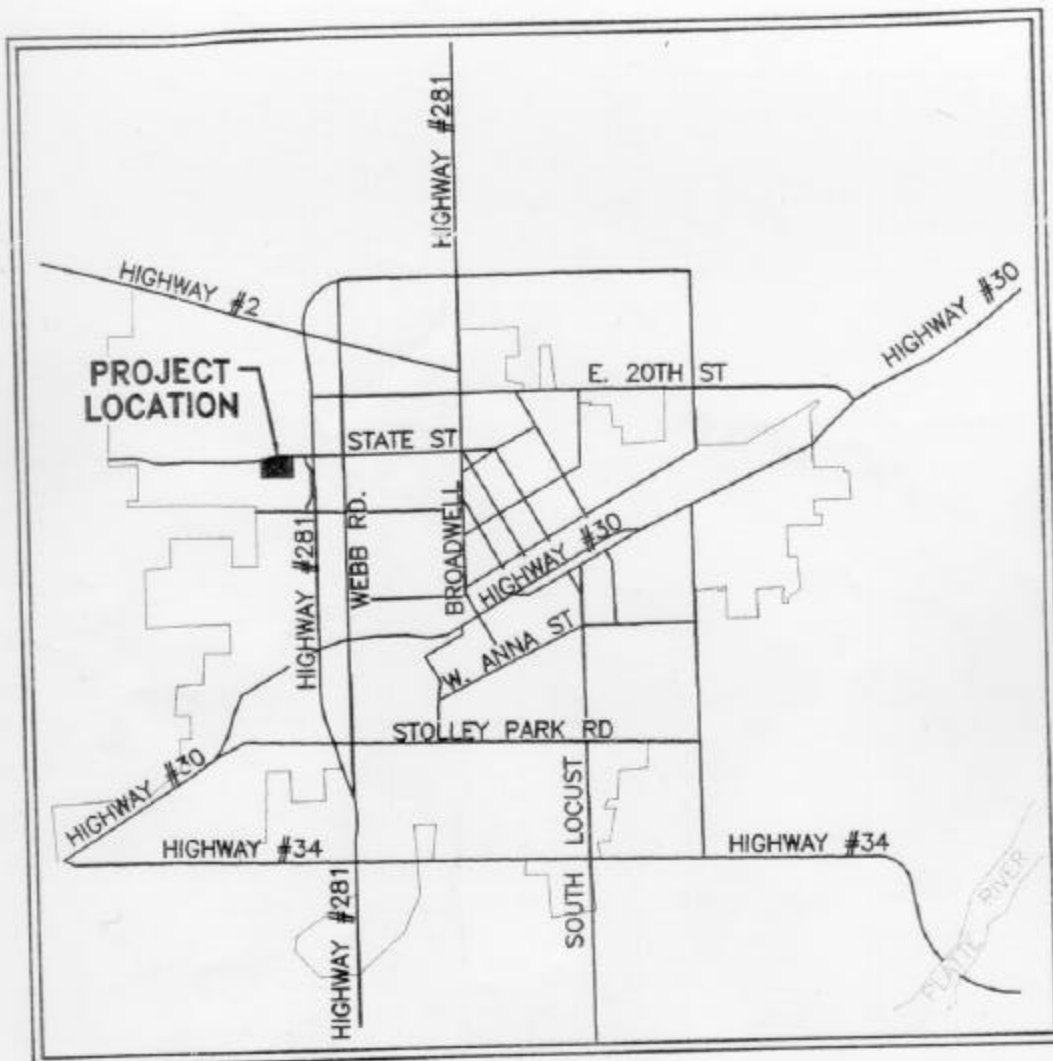 HIGHWAY #281
HIGHWAY #2
HIGHWAY #30
PROJECT
LOCATION
E. 20TH ST
STATE ST
HIGHWAY #281
WEBB RD.
BROADWELL
HIGHWAY #30
W. ANNA ST
STOLLEY PARK RD
HIGHWAY #30
SOUTH LOCUST
HIGHWAY #34
HIGHWAY #34
HIGHWAY #281
PLATTE RIVER